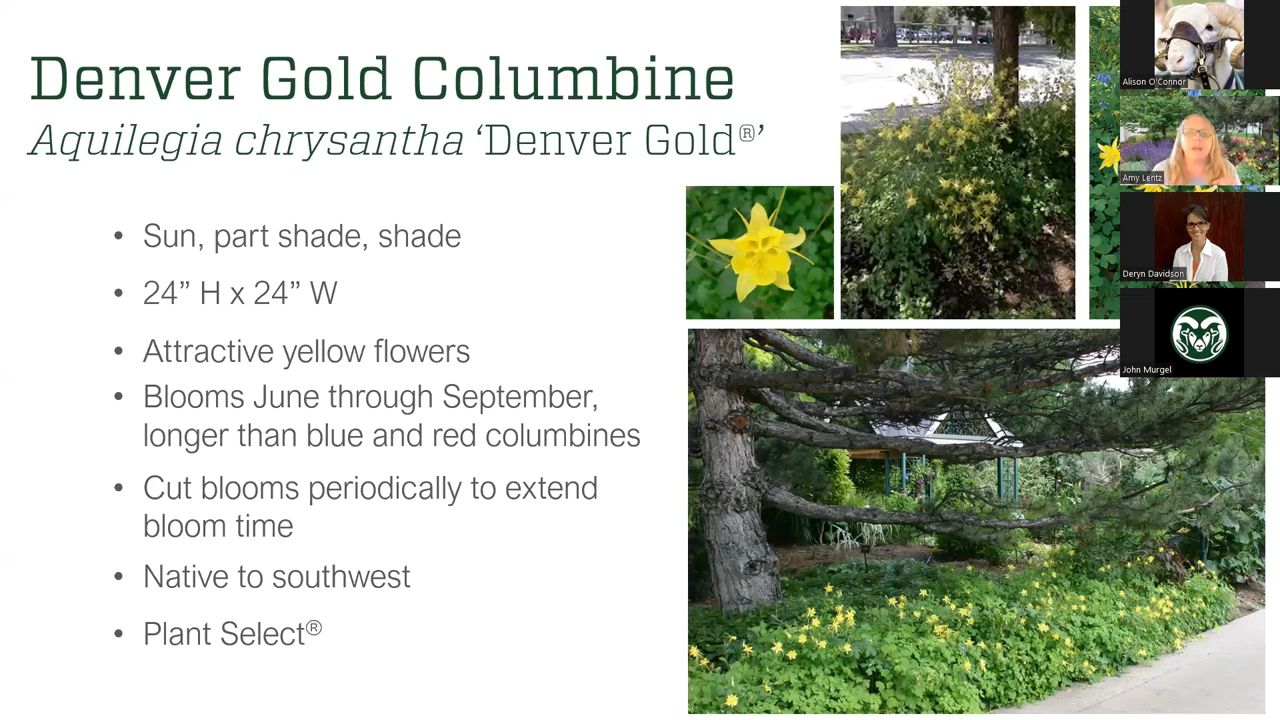 Denver Gold Columbine
Aquilegia chrysantha ‘Denver Gold®’
• Sun, part shade, shade
• 24” H x 24” W
• Attractive yellow flowers
• Blooms June through September,
longer than blue and red columbines
• Cut blooms periodically to extend
bloom time
• Native to southwest
• Plant Select®
Alison O'Connor
Amy Lentz
Deryn Davidson
John Murgel